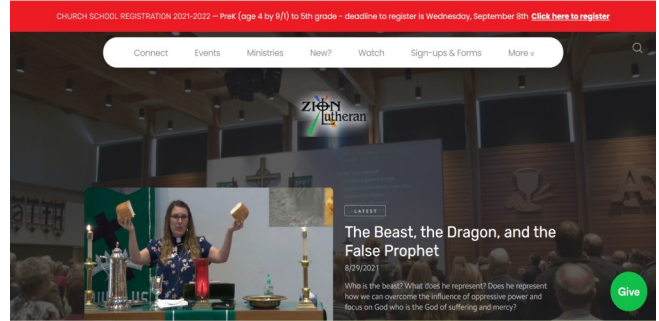 CHURCH SCHOOL REGISTRATION 2021-2022 — PreK (age 4 by 9/1) to 5th grade - deadline to register is Wednesday, September 8th Click here to register
Connect Events Ministries New? Watch Sign-ups & Forms More »
ZION
Lutheran
LATEST
The Beast, the Dragon, and the
False Prophet
8/29/2021
Who is the beast? What does he represent? Does he represent
how we can overcome the influence of oppressive power and
focus on God who is the God of suffering and mercy?
Give